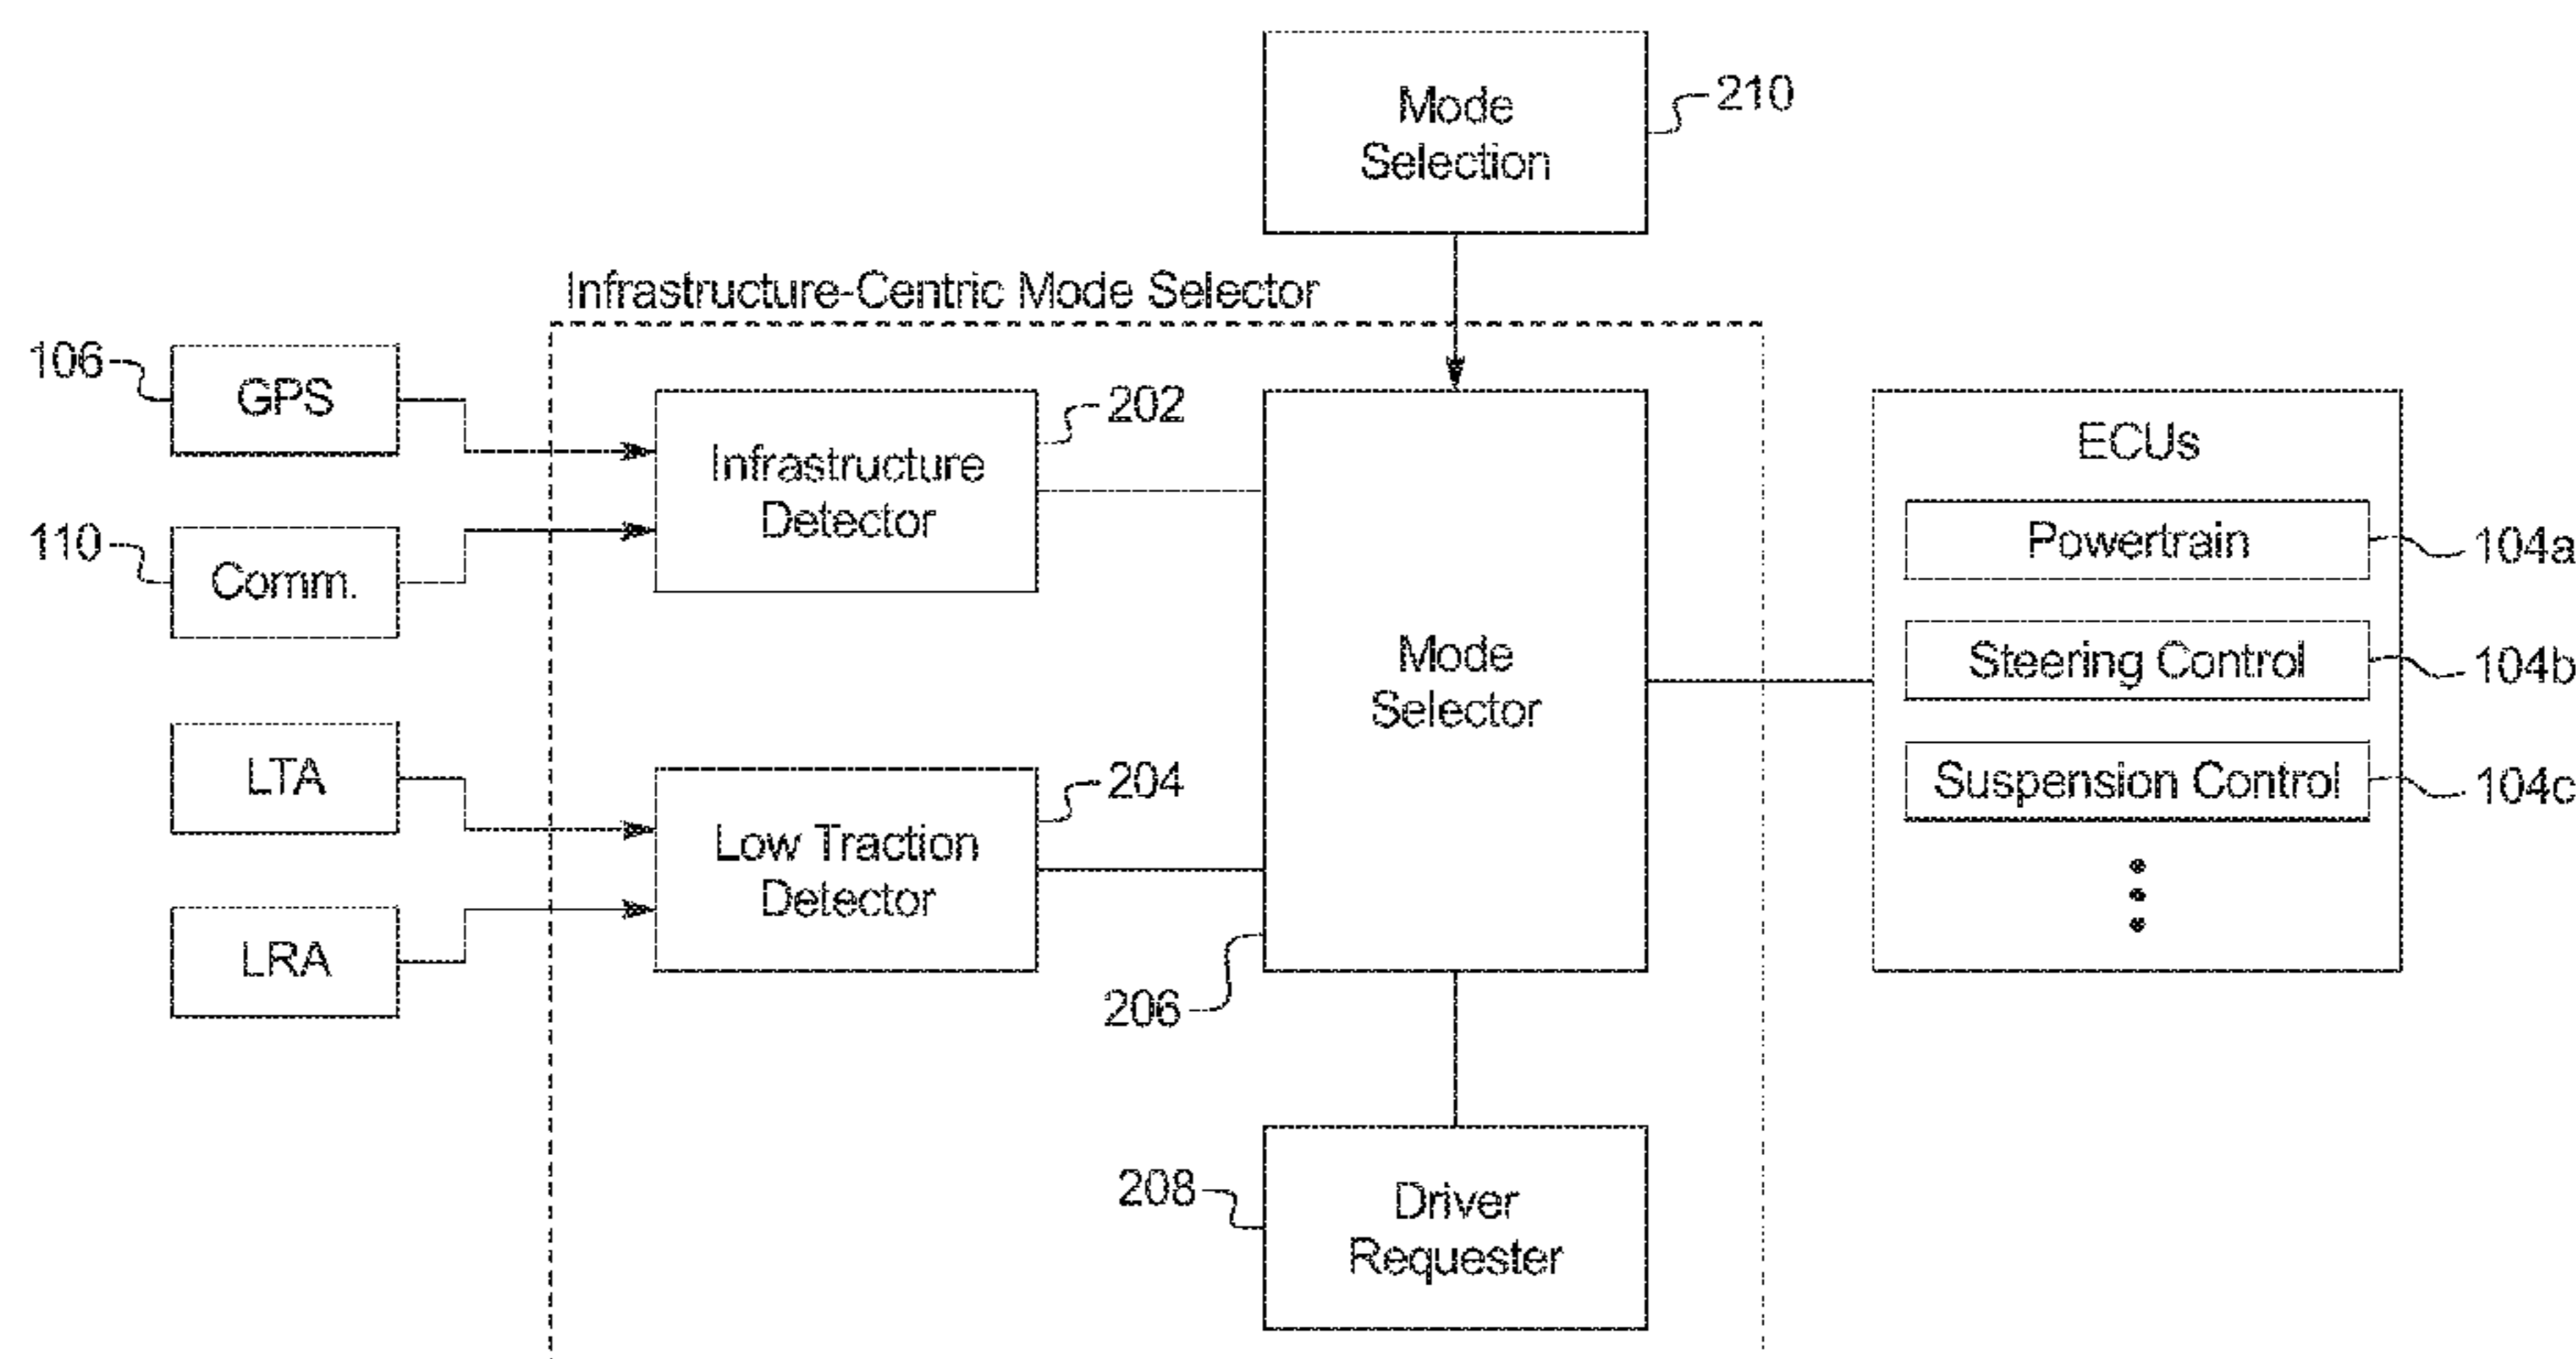 Mode
Selection
210
Infrastructure-Centric Mode Selector
106
GPS
202
Infrastructure
Detector
110
Comm.
ECUs
Powertrain
104a
Steering Control
104b
Suspension Control
104c
Mode
Selector
LTA
204
Low Traction
Detector
LRA
206
208
Driver
Requester